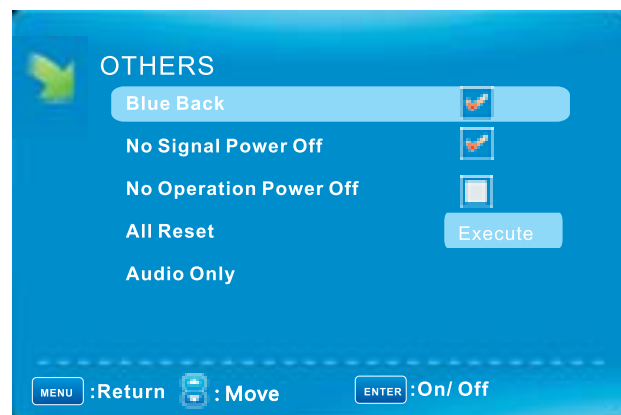 OTHERS
Blue Back
No Signal Power Off
No Operation Power Off
All Reset Execute
Audio Only
MENU :Return : Move ENTER :On/ Off